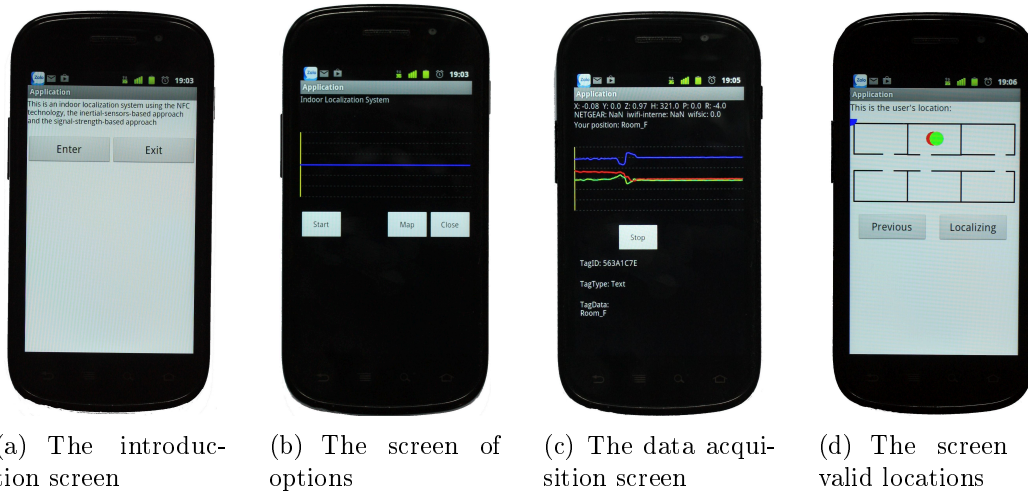 Zalo 19:03
Application
This is an indoor localization system using the NFC
technology, the inertial-sensors-based approach
and the signal-strength-based approach
Enter Exit
(a) The introduc-
tion screen
Zalo 19:03
Application
Indoor Localization System
Start Map Close
(b) The screen of
options
19:05
Application
X: -0.08 Y: 0.0 Z: 0.97 H: 321.0 P: 0.0 R: -4.0
NETGEAR: NaN iwifi-interne: NaN wifsic: 0.0
Your position: Room_F
Stop
TagID: 563A1C7E
TagType: Text
TagData:
Room_F
(c) The data acqui-
sition screen
Zalo 19:06
Application
This is the user's location:
Previous Localizing
(d) The screen
valid locations